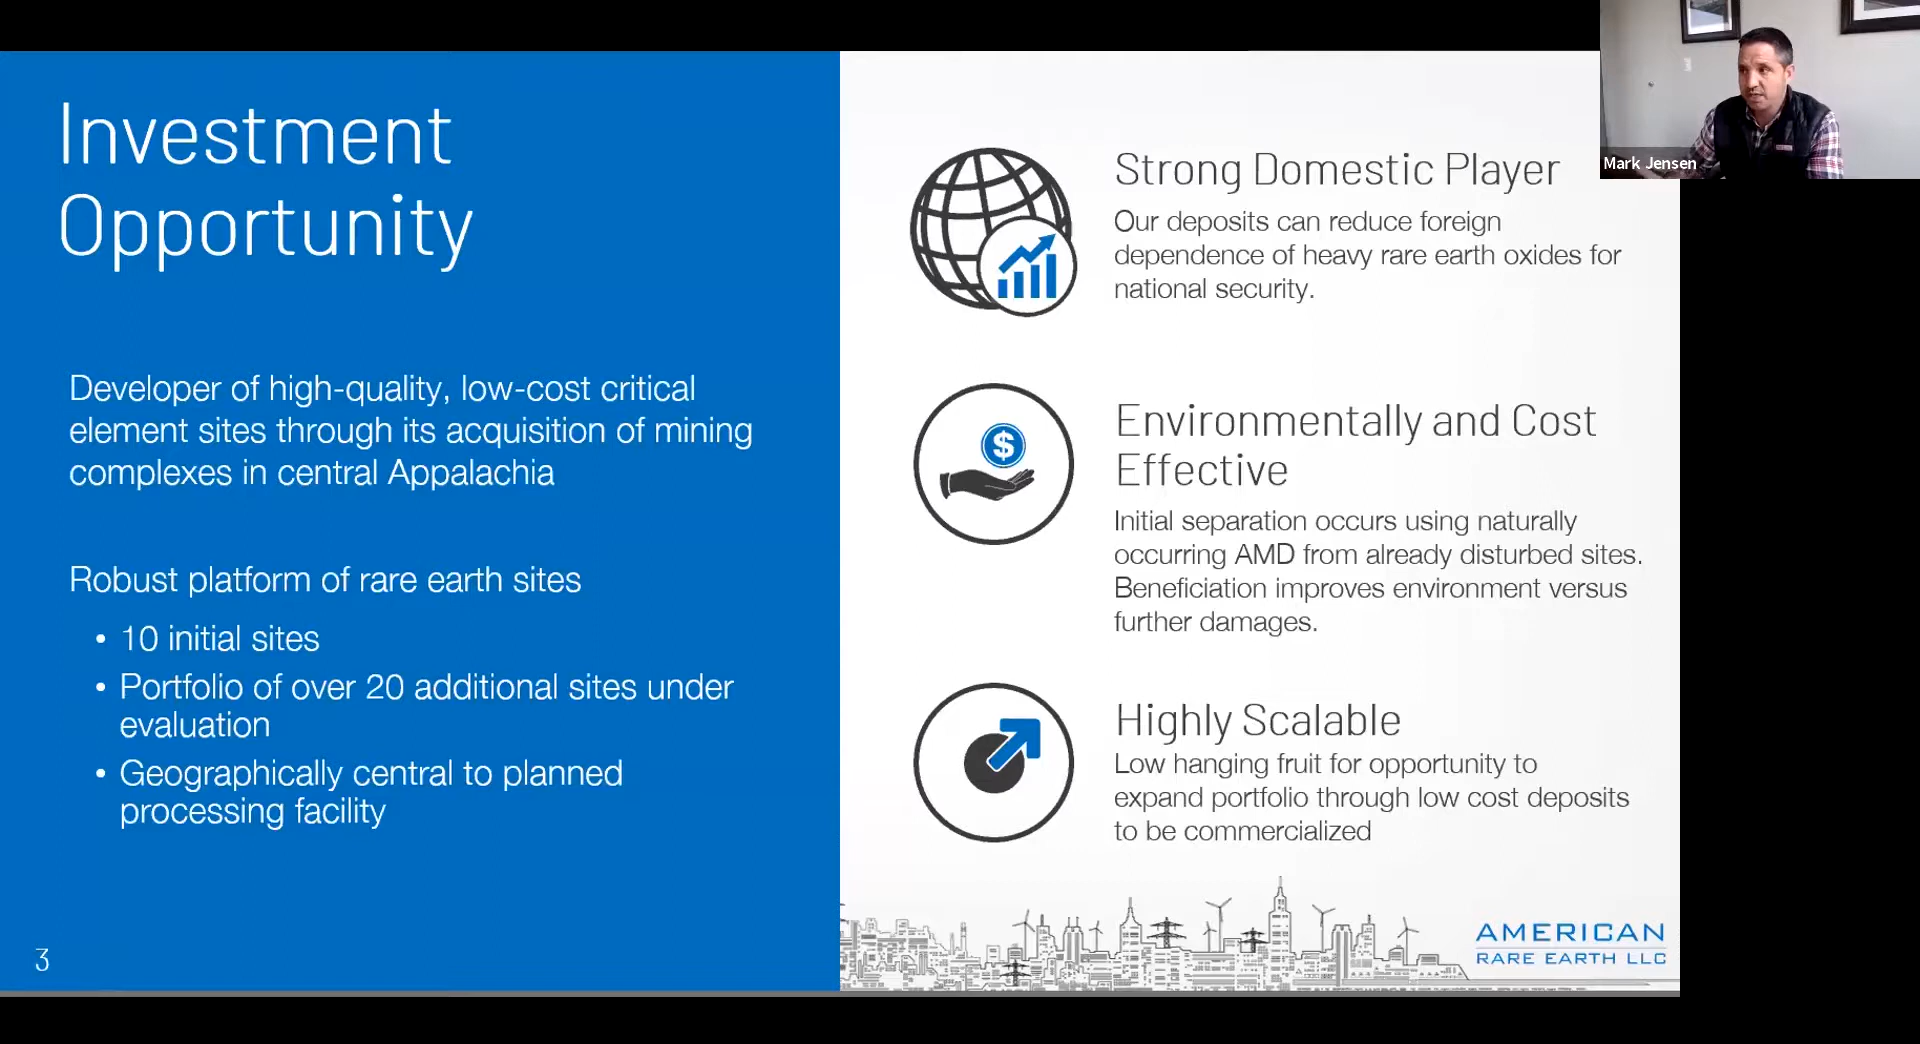 Investment
Opportunity
Developer of high-quality, low-cost critical
element sites through its acquisition of mining
complexes in central Appalachia
Robust platform of rare earth sites
• 10 initial sites
• Portfolio of over 20 additional sites under
evaluation
• Geographically central to planned
processing facility
3
Strong Domestic Player
Our deposits can reduce foreign
dependence of heavy rare earth oxides for
national security.
$
Environmentally and Cost
Effective
Initial separation occurs using naturally
occurring AMD from already disturbed sites.
Beneficiation improves environment versus
further damages.
Highly Scalable
Low hanging fruit for opportunity to
expand portfolio through low cost deposits
to be commercialized
AMERICAN
RARE EARTH LLC
Mark Jensen